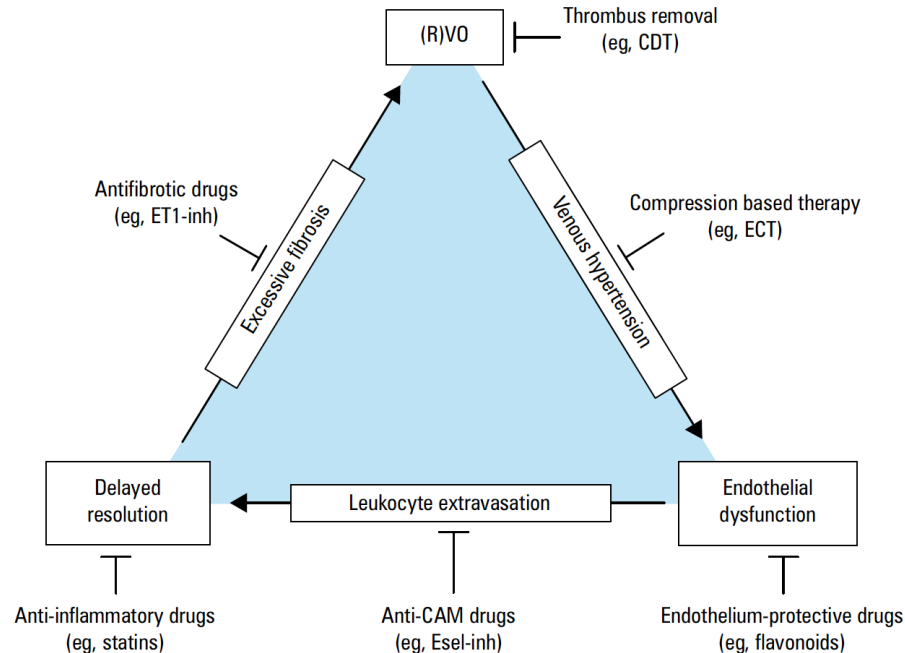 (R)VO
Thrombus removal
(eg, CDT)
Antifibrotic drugs
(eg, ET1-inh)
Excessive fibrosis
Venous hypertension
Compression based therapy
(eg, ECT)
Delayed
resolution
Leukocyte extravasation
Endothelial
dysfunction
Anti-inflammatory drugs
(eg, statins)
Anti-CAM drugs
(eg, Esel-inh)
Endothelium-protective drugs
(eg, flavonoids)